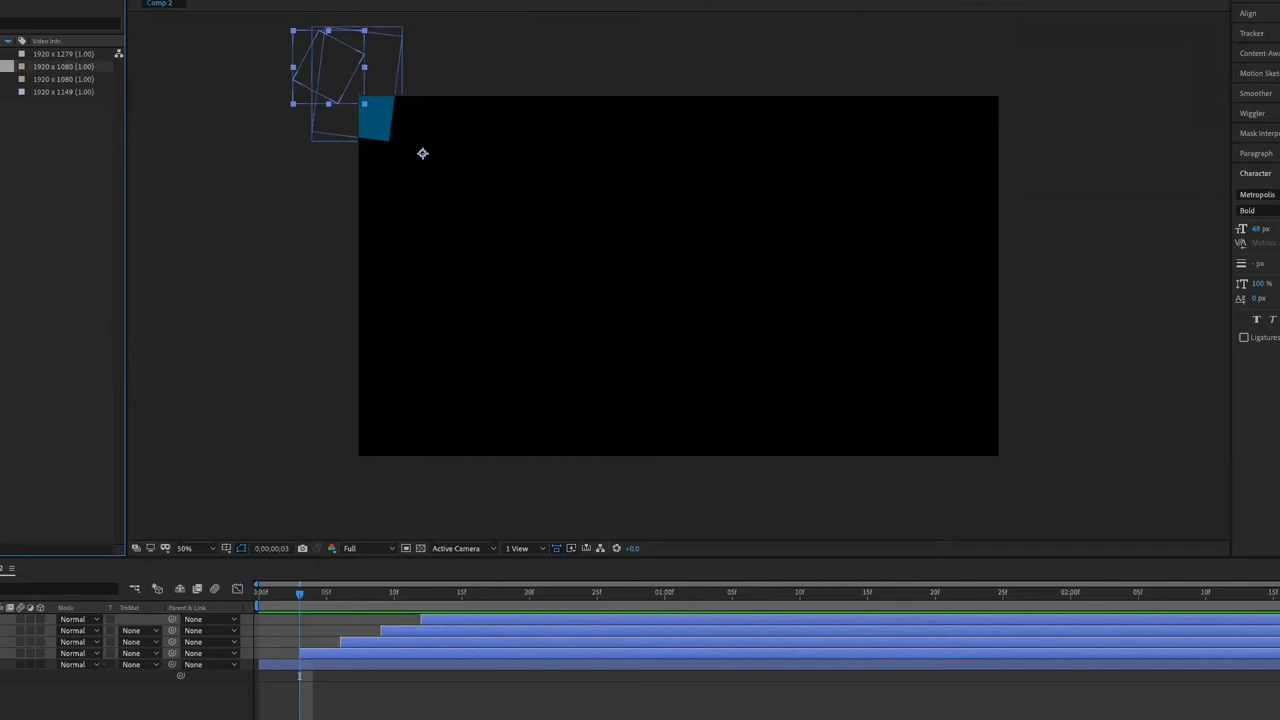 Comp 2
Video Info
1920 x 1279 (1.00)
1920 x 1080 (1.00)
1920 x 1080 (1.00)
1920 x 1149 (1.00)
Align
Tracker
Content-Aw
Motion Sket
Smoother
Wiggler
Mask Interpo
Paragraph
Character
Metropolis
Bold
48 px
Metrics
- px
100 %
0 px
T T
Ligatures
50% 0;00;00;03 Full Active Camera 1 View +0.0
2
0:00f 05f 10f 15f 20f 25f 01:00f 05f 10f 15f 20f 25f 02:00f 05f 10f 15f
Mode T TrkMat Parent & Link
Normal None
Normal None None
Normal None None
Normal None None
Normal None None